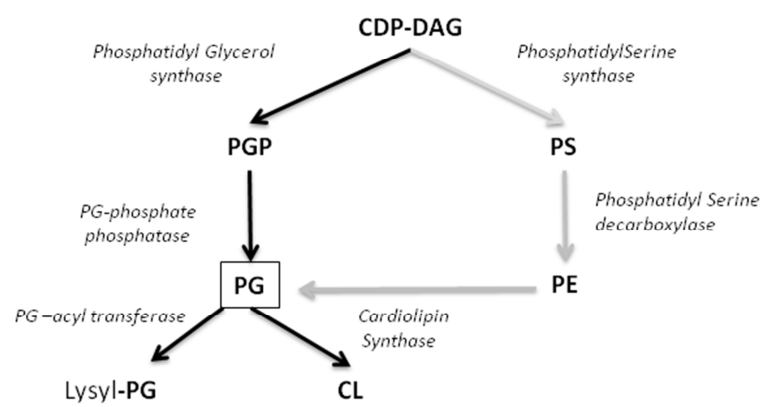 CDP-DAG
Phosphatidyl Glycerol
synthase
PhosphatidylSerine
synthase
PGP
PS
PG-phosphate
phosphatase
Phosphatidyl Serine
decarboxylase
PG
PE
PG –acyl transferase
Cardiolipin
Synthase
Lysyl-PG
CL